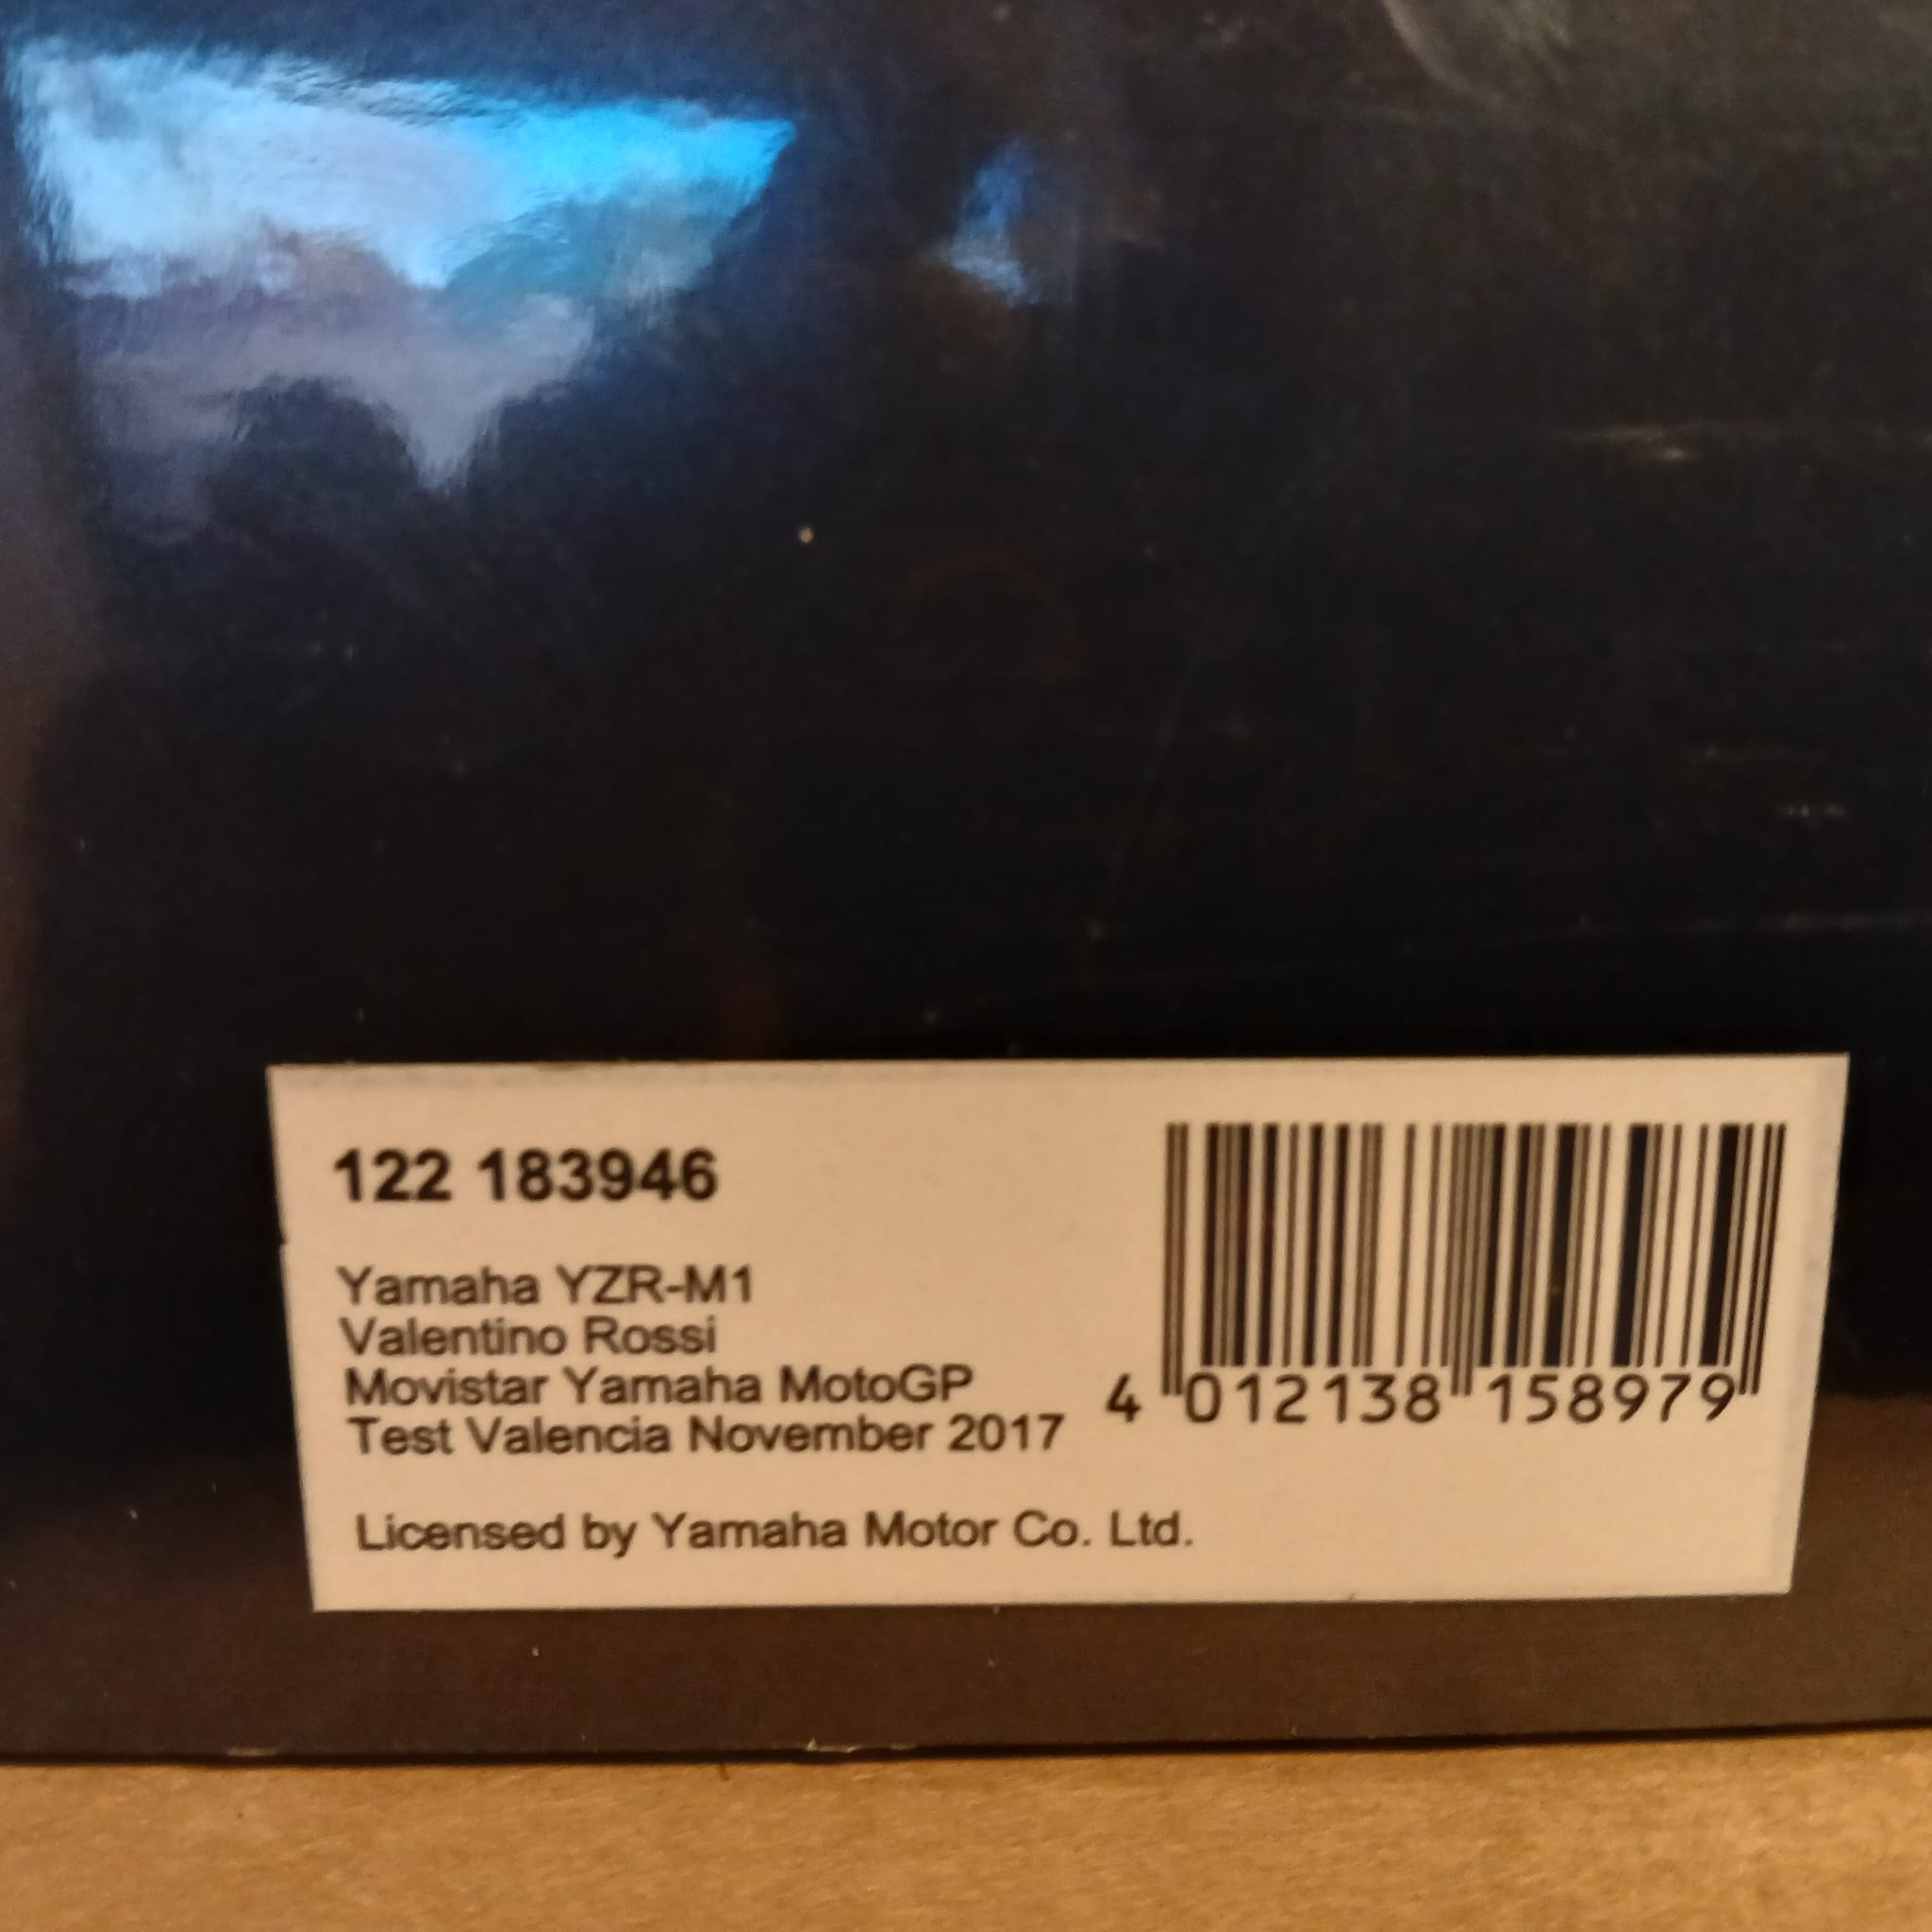 122 183946
Yamaha YZR-M1
Valentino Rossi
Movistar Yamaha MotoGP
Test Valencia November 2017
Licensed by Yamaha Motor Co. Ltd.
4 012138 158979